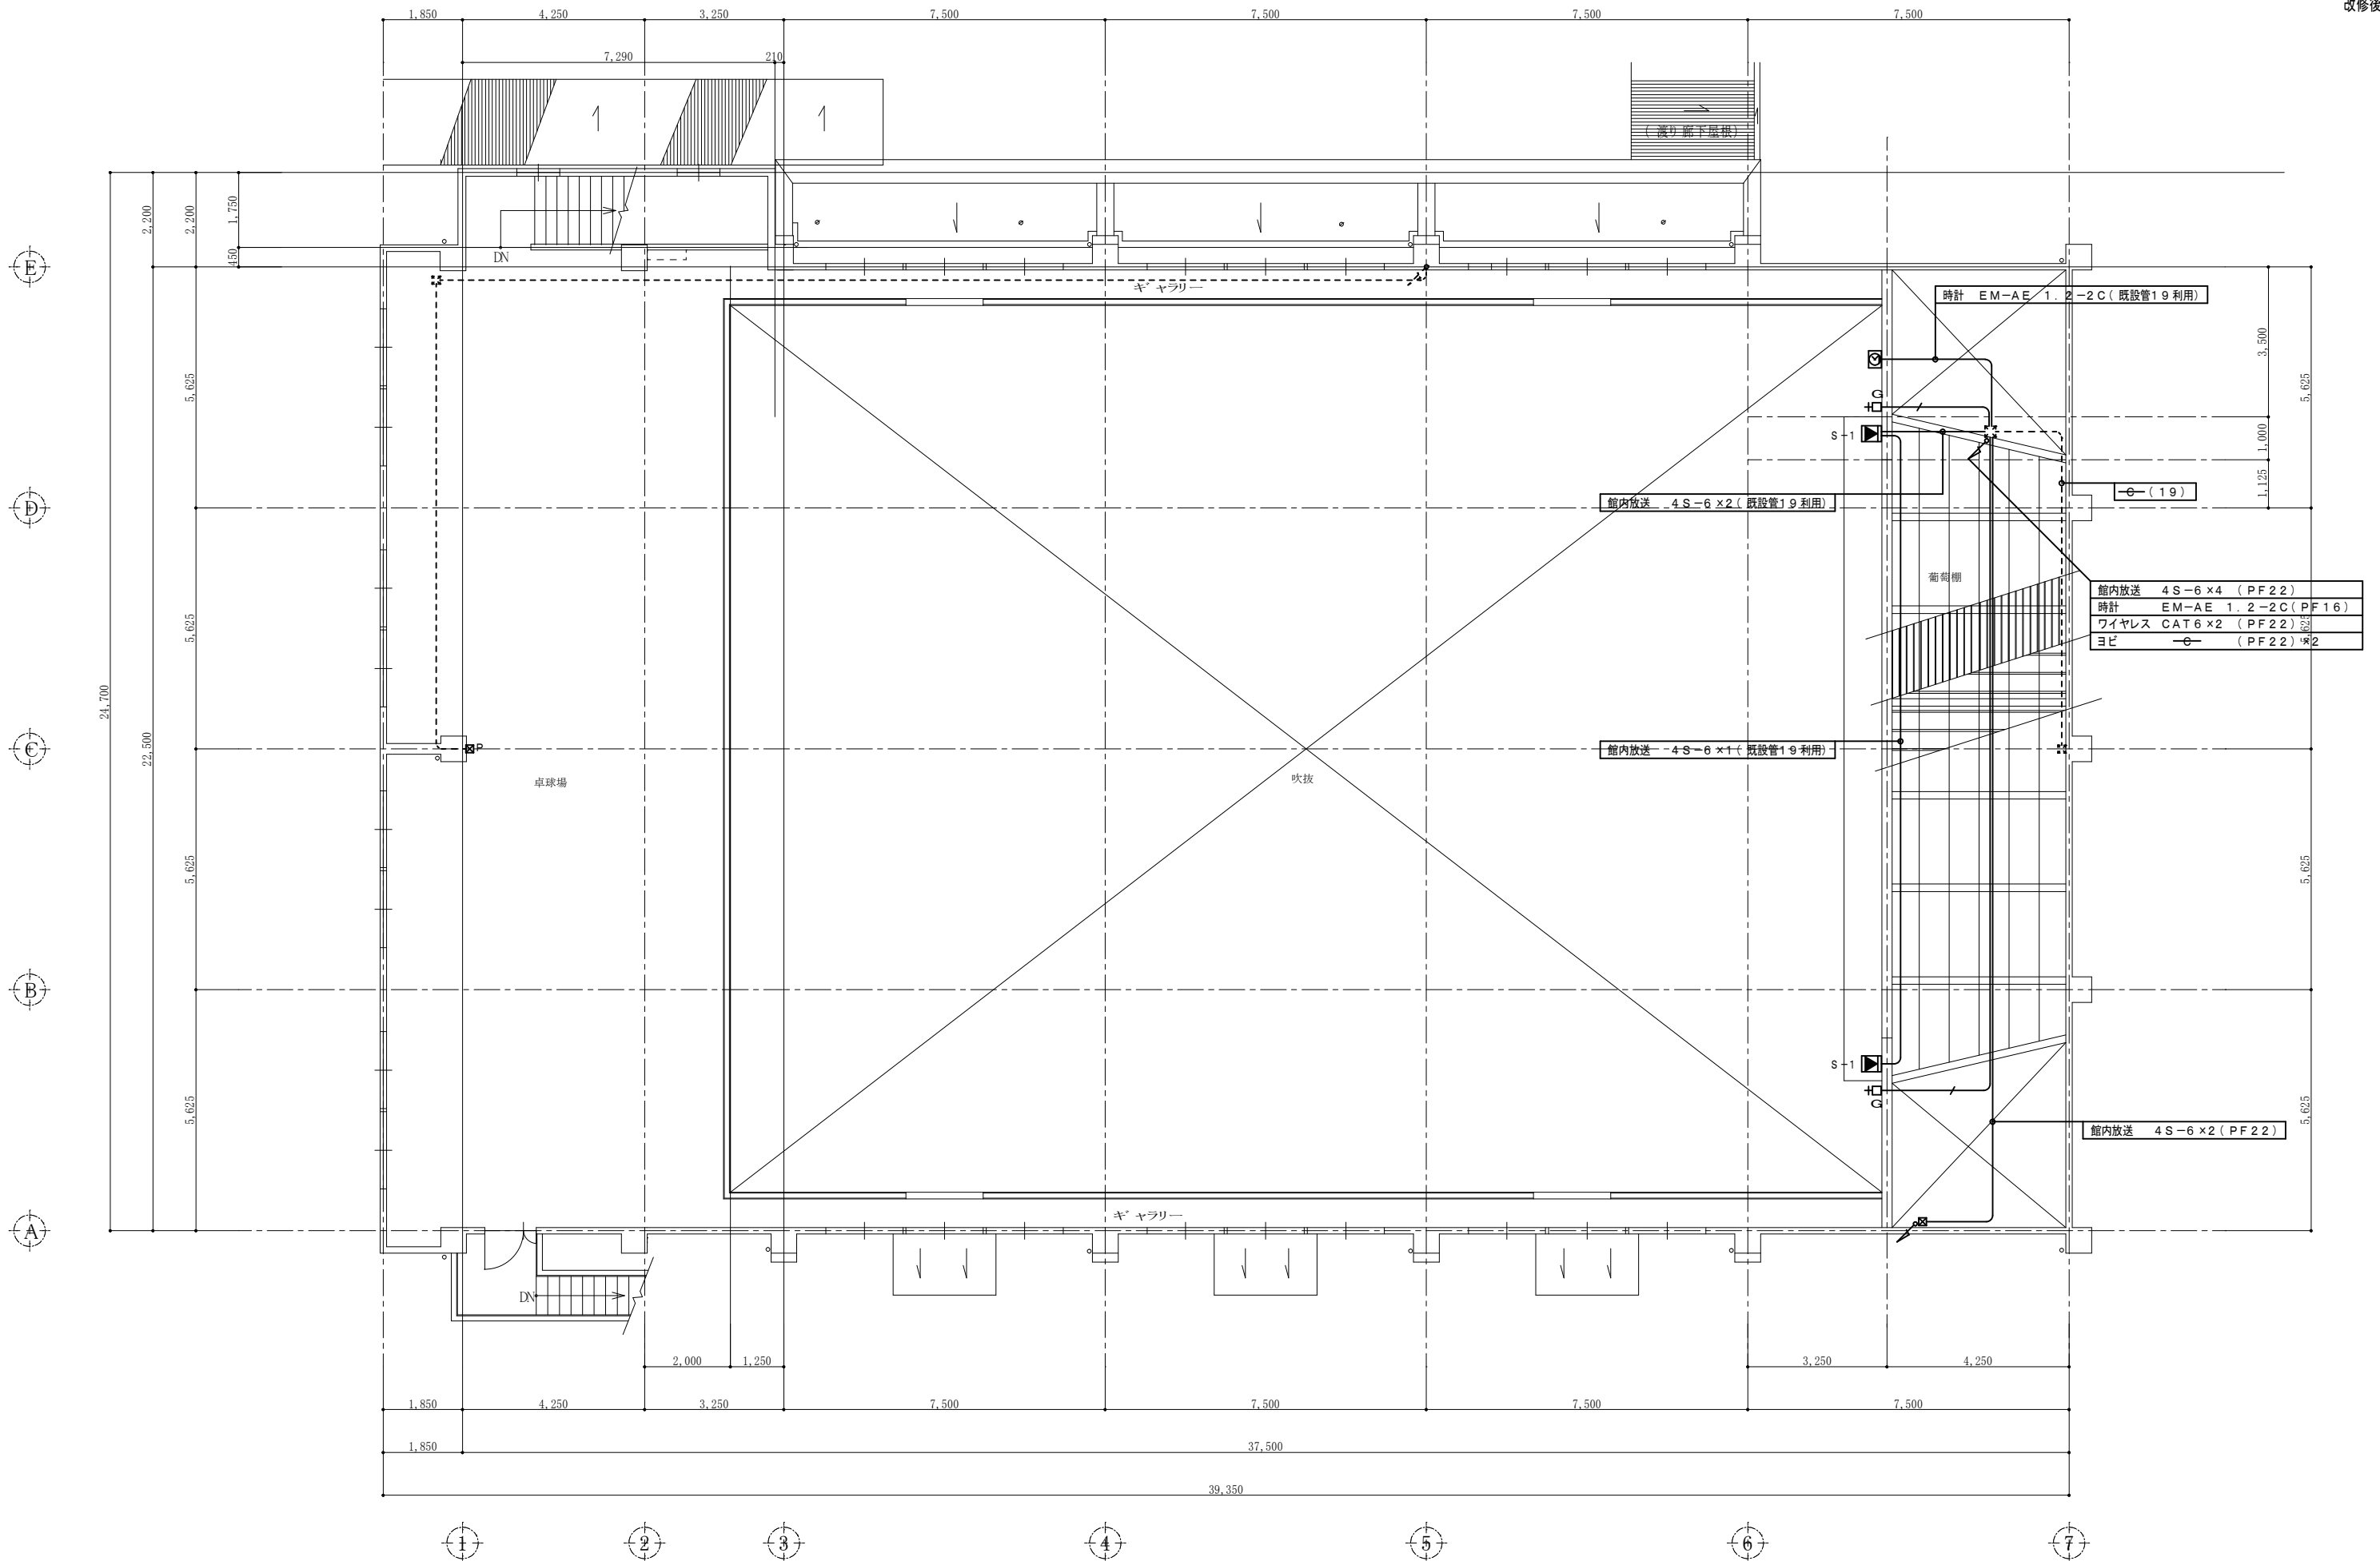 改修後
1,850 4,250 3,250 7,500 7,500 7,500 7,500
7,290 210
(渡り廊下屋根)
2,200 2,200 1,750
450
E
DN
ギャラリー
時計 EM-AE 1.2-2C(既設管19利用)
3,500
5,625 5,625
G
S-1
1,000
1,125
館内放送 4S-6×2(既設管19利用)
C (19)
D
葡萄棚
館内放送 4S-6×4 (PF22)
時計 EM-AE 1.2-2C(PF16)
ワイヤレス CAT6×2 (PF22)
ヨビ C (PF22)×2
5,625 5,625
24,700
22,500
C
P
館内放送 4S-6×1(既設管19利用)
卓球場
吹抜
5,625 5,625
B
S-1
G
5,625 5,625
館内放送 4S-6×2(PF22)
A
ギャラリー
DN
2,000 1,250 3,250 4,250
1,850 4,250 3,250 7,500 7,500 7,500 7,500
1,850 37,500
39,350
1 2 3 4 5 6 7